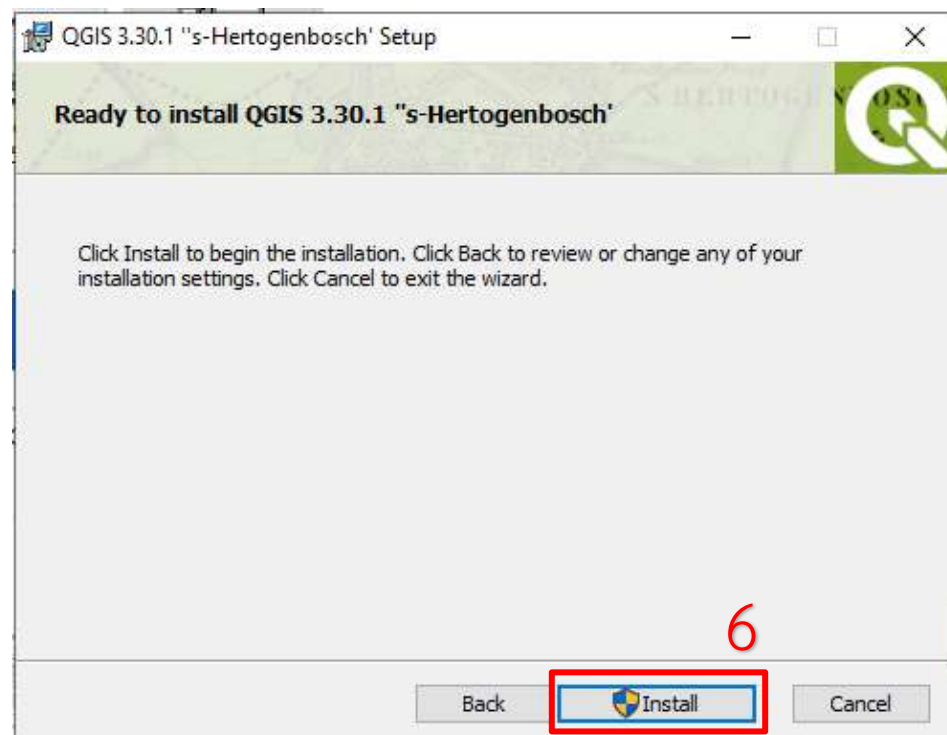 QGIS 3.30.1 ''s-Hertogenbosch' Setup
Ready to install QGIS 3.30.1 ''s-Hertogenbosch'
Click Install to begin the installation. Click Back to review or change any of your
installation settings. Click Cancel to exit the wizard.
6
Back
Install
Cancel